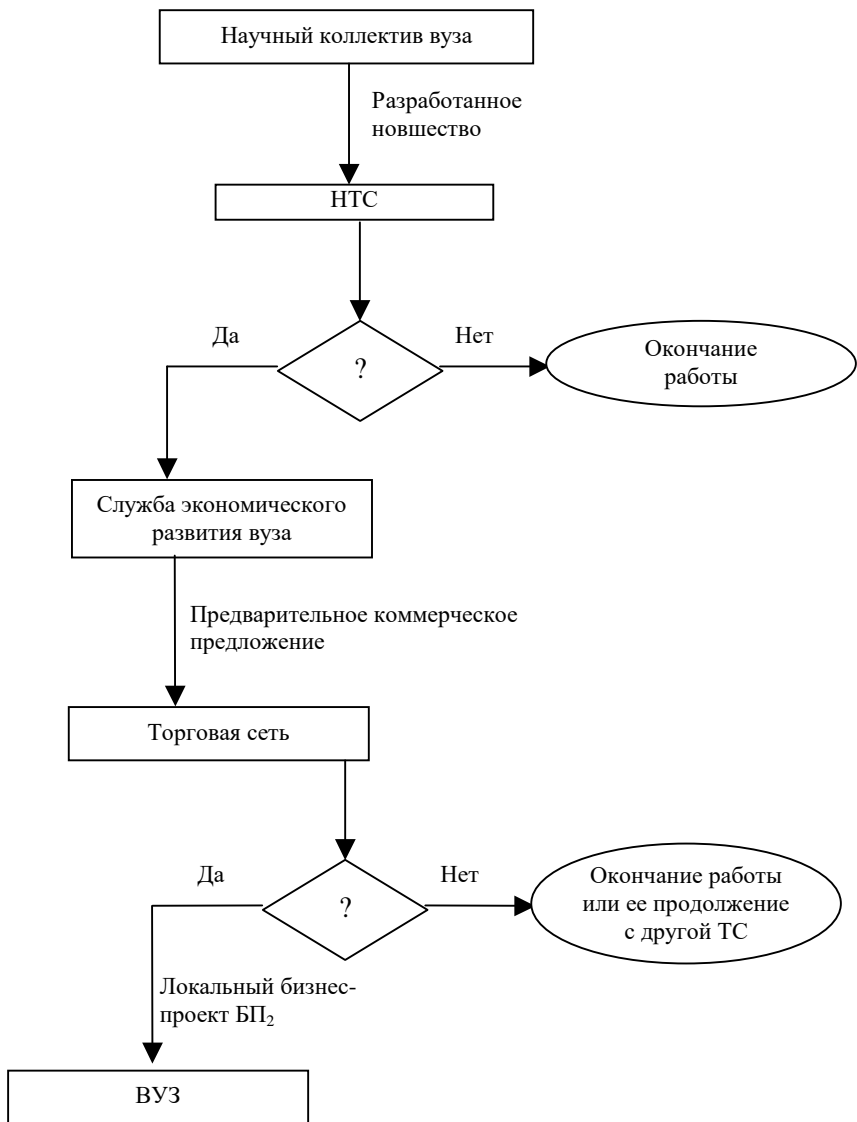 Научный коллектив вуза
Разработанное
новшество
НТС
Да
Нет
?
Окончание
работы
Служба экономического
развития вуза
Предварительное коммерческое
предложение
Торговая сеть
Да
Нет
?
Окончание работы
или ее продолжение
с другой ТС
Локальный бизнес-
проект БП₂
ВУЗ